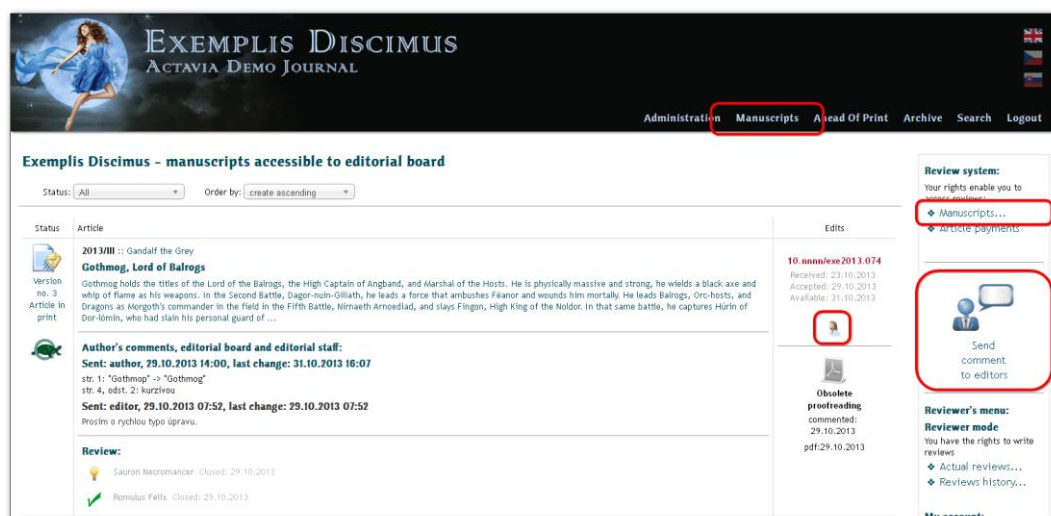 EXEMPLIS DISCIMUS
ACTAVIA DEMO JOURNAL
Administration Manuscripts Ahead Of Print Archive Search Logout
Exemplis Discimus - manuscripts accessible to editorial board
Status: All Order by: create ascending
Status Article Edits
Version
no. 3
Article in
print
2013/III :: Gandalf the Grey
Gothmog, Lord of Balrogs
Gothmog holds the titles of the Lord of the Balrogs, the High Captain of Angband, and Marshal of the Hosts. He is physically massive and strong, he wields a black axe and
whip of flame as his weapons. In the Second Battle, Dagor-nuin-Giliath, he leads a force that ambushes Fëanor and wounds him mortally. He leads Balrogs, Orc-hosts, and
Dragons as Morgoth's commander in the field in the Fifth Battle, Nirnaeth Arnoediad, and slays Fingon, High King of the Noldor. In that same battle, he captures Húrin of
Dor-lómin, who had slain his personal guard of ...
10.nnnn/exe2013.074
Received: 23.10.2013
Accepted: 29.10.2013
Available: 31.10.2013
Author's comments, editorial board and editorial staff:
Sent: author, 29.10.2013 14:00, last change: 31.10.2013 16:07
str. 1: "Gothmop" -> "Gothmog"
str. 4, odst. 2: kurzívou
Sent: editor, 29.10.2013 07:52, last change: 29.10.2013 07:52
Prosím o rychlou typo úpravu.
Obsolete
proofreading
commented:
29.10.2013
pdf:29.10.2013
Review:
Sauron Necromancer Closed: 29.10.2013
Romulus Felix Closed: 29.10.2013
Review system:
Your rights enable you to
access reviews:
Manuscripts...
Article payments
Send
comment
to editors
Reviewer's menu:
Reviewer mode
You have the rights to write
reviews
Actual reviews...
Reviews history...
My account: